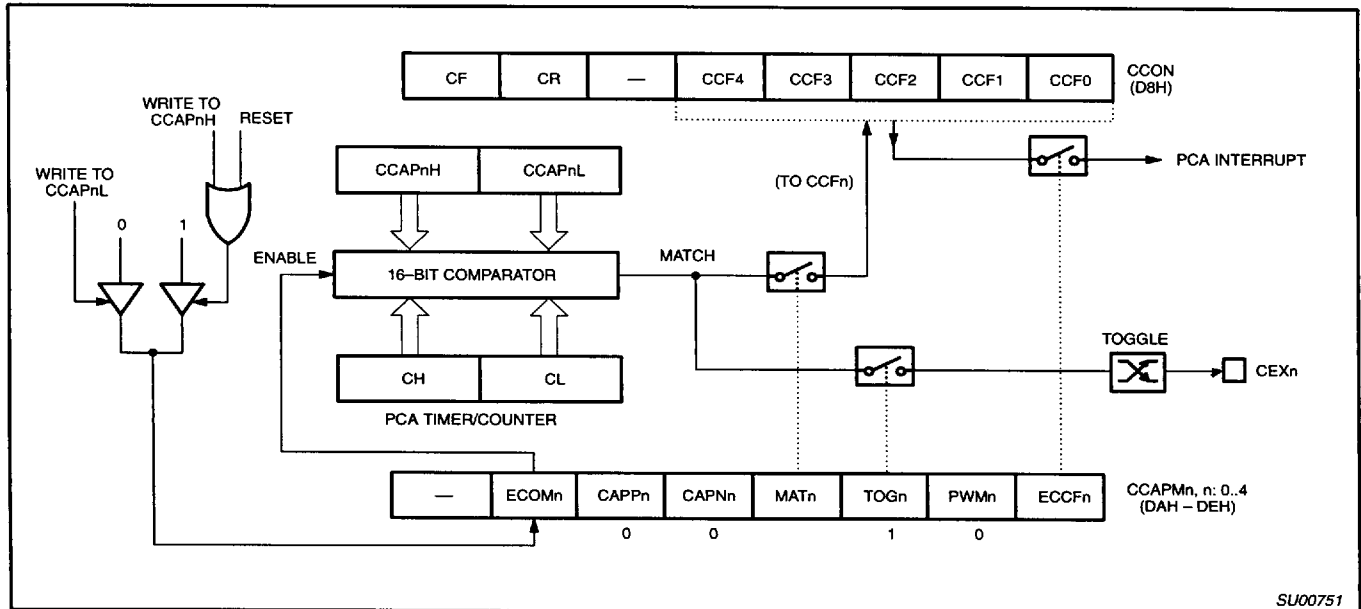 CF CR — CCF4 CCF3 CCF2 CCF1 CCF0
CCON
(D8H)
WRITE TO
CCAPnH
RESET
WRITE TO
CCAPnL
0 1
CCAPnH CCAPnL
(TO CCFn)
PCA INTERRUPT
ENABLE
16–BIT COMPARATOR
MATCH
CH CL
PCA TIMER/COUNTER
TOGGLE
CEXn
— ECOMn CAPPn CAPNn MATn TOGn PWMn ECCFn
CCAPMn, n: 0..4
(DAH – DEH)
0 0 1 0
SU00751